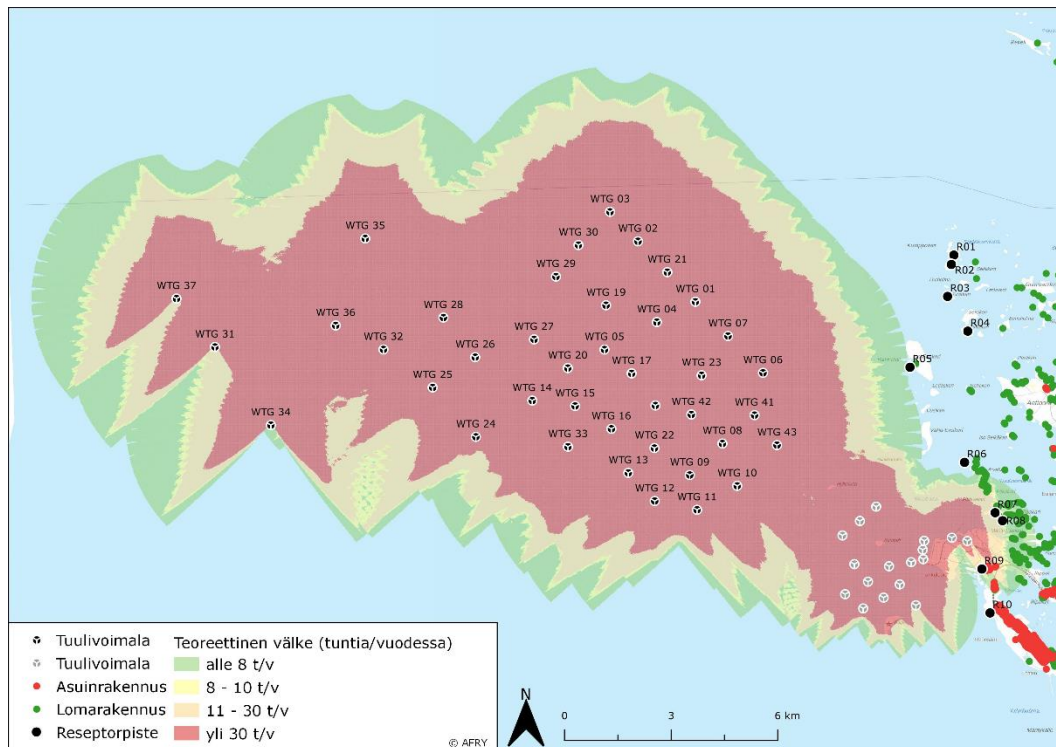 WTG 03
WTG 02
WTG 30
WTG 35
WTG 21
WTG 29
WTG 37
WTG 01
WTG 19
WTG 28
WTG 04
WTG 36
WTG 07
WTG 31
WTG 32
WTG 27
WTG 05
WTG 26
WTG 20
WTG 17
WTG 23
WTG 06
WTG 25
WTG 14
WTG 15
WTG 42
WTG 41
WTG 34
WTG 24
WTG 16
WTG 33
WTG 22
WTG 08
WTG 43
WTG 13
WTG 09
WTG 10
WTG 12
WTG 11
R01
R02
R03
R04
R05
R06
R07
R08
R09
R10
Tuulivoimala
Tuulivoimala
Asuinrakennus
Lomarakennus
Reseptorpiste
Teoreettinen välke (tuntia/vuodessa)
alle 8 t/v
8 - 10 t/v
11 - 30 t/v
yli 30 t/v
© AFRY
N
0 3 6 km